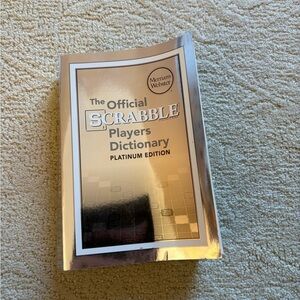 Merriam
Webster
The Official
SCRABBLE
Players
Dictionary
PLATINUM EDITION